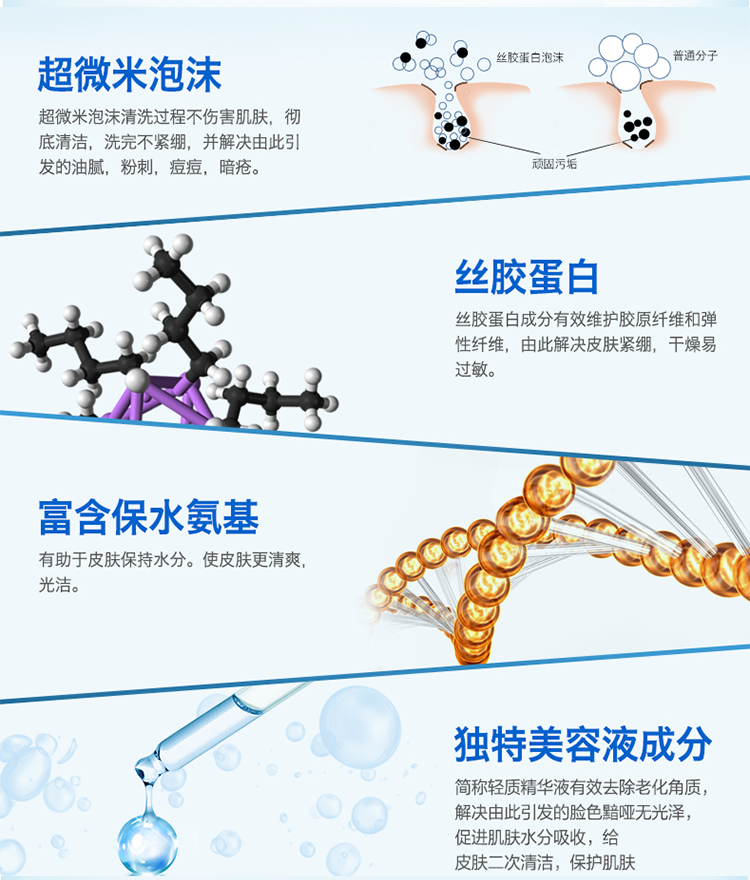 超微米泡沫
超微米泡沫清洗过程不伤害肌肤，彻
底清洁，洗完不紧绷，并解决由此引
发的油腻，粉刺，痘痘，暗疮。
丝胶蛋白泡沫
普通分子
顽固污垢
丝胶蛋白
丝胶蛋白成分有效维护胶原纤维和弹
性纤维，由此解决皮肤紧绷，干燥易
过敏。
富含保水氨基
有助于皮肤保持水分。使皮肤更清爽，
光洁。
独特美容液成分
简称轻质精华液有效去除老化角质，
解决由此引发的脸色黯哑无光泽，
促进肌肤水分吸收，给
皮肤二次清洁，保护肌肤